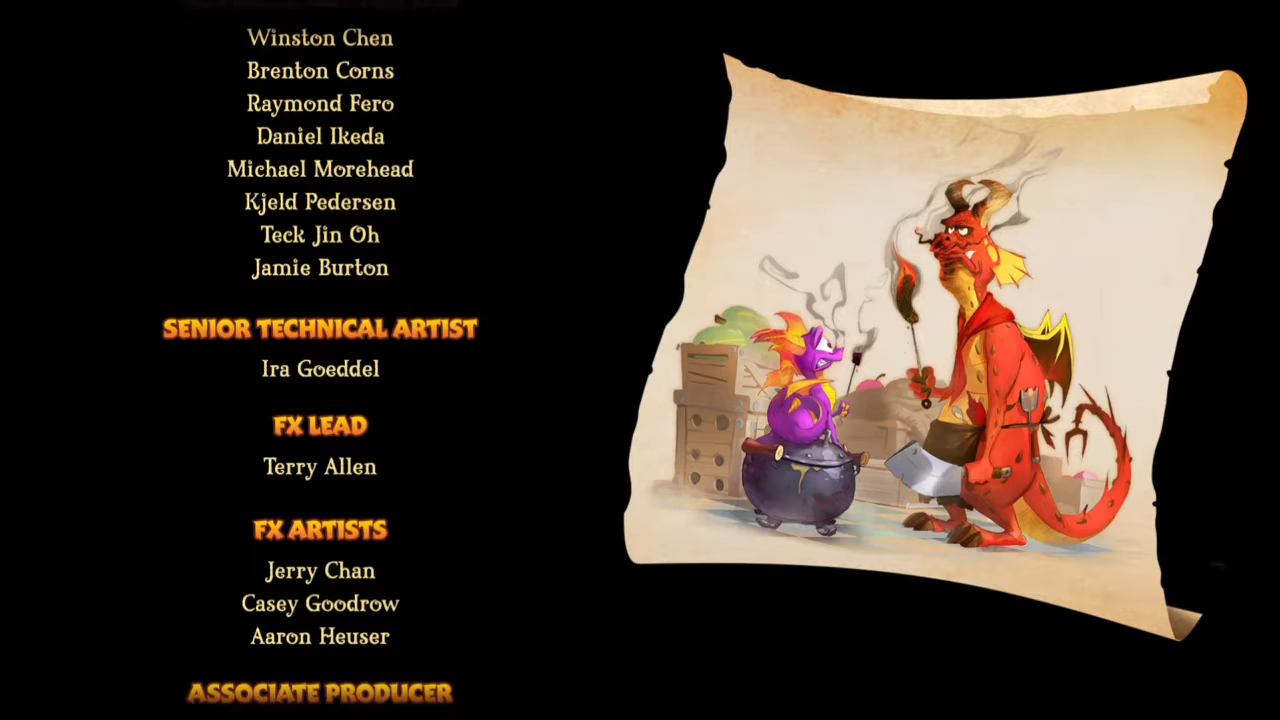 Winston Chen
Brenton Corns
Raymond Fero
Daniel Ikeda
Michael Morehead
Kjeld Pedersen
Teck Jin Oh
Jamie Burton
SENIOR TECHNICAL ARTIST
Ira Goeddel
FX LEAD
Terry Allen
FX ARTISTS
Jerry Chan
Casey Goodrow
Aaron Heuser
ASSOCIATE PRODUCER